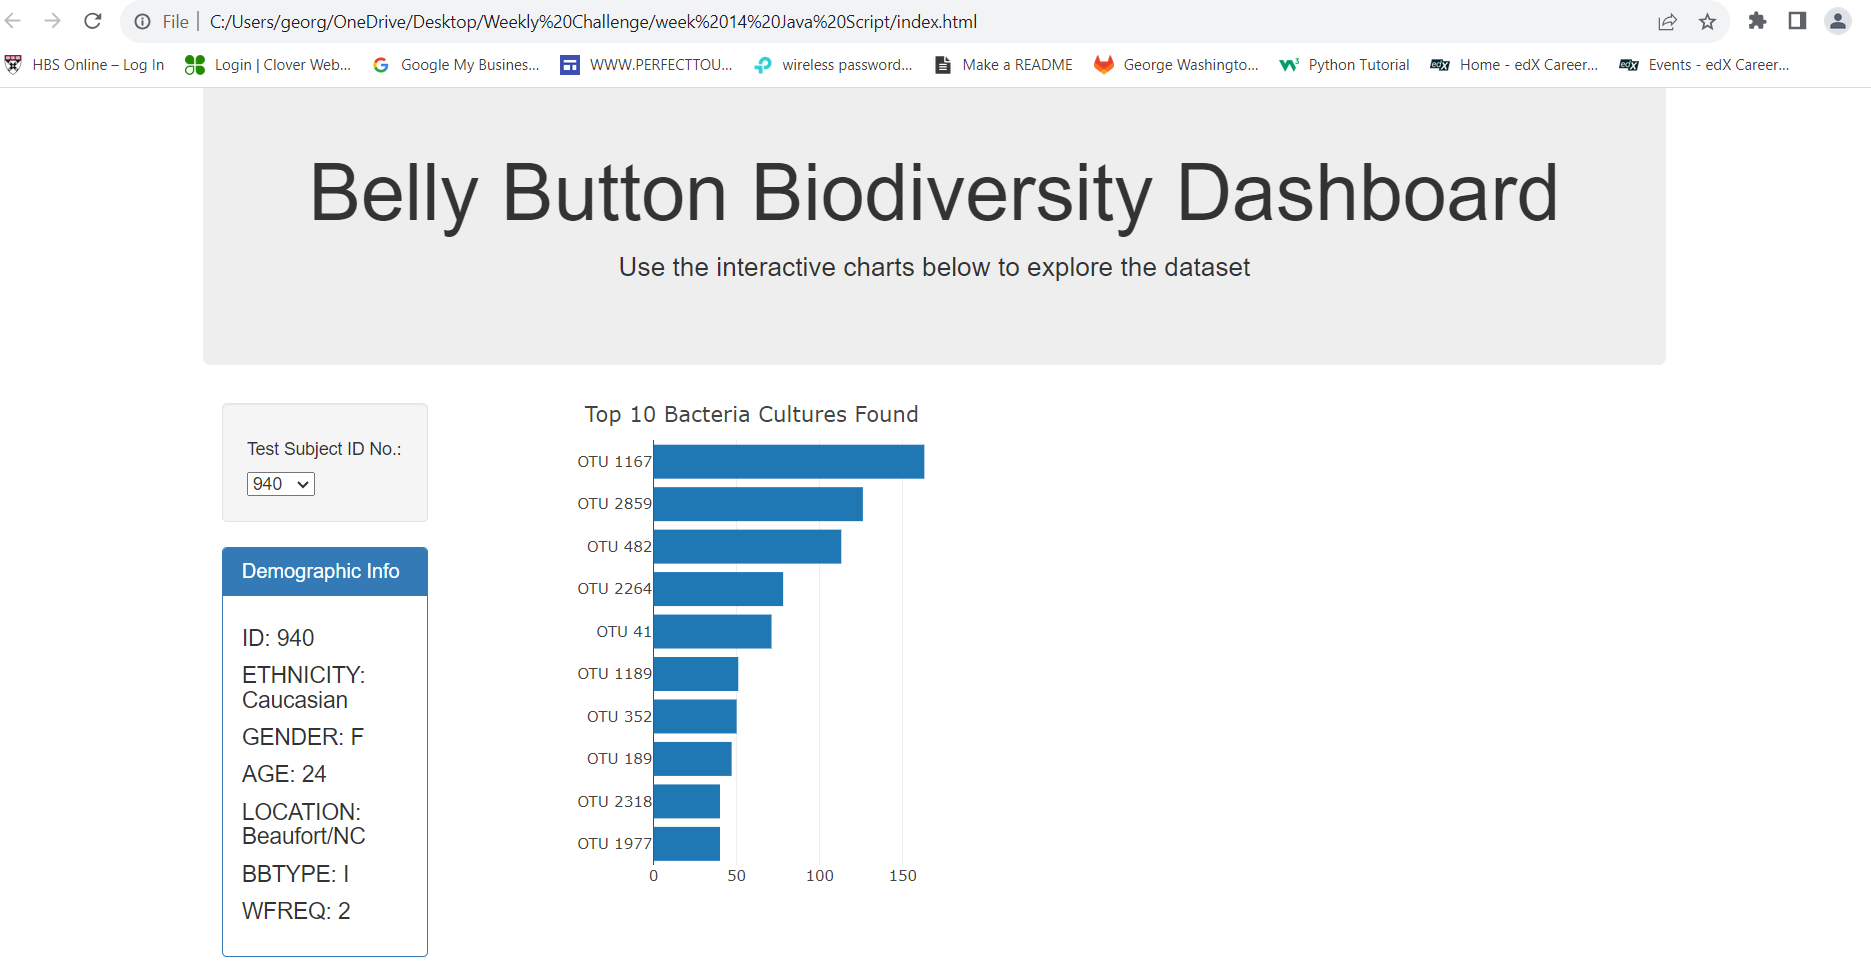 File | C:/Users/georg/OneDrive/Desktop/Weekly%20Challenge/week%2014%20Java%20Script/index.html
HBS Online – Log In
Login | Clover Web...
Google My Busines...
WWW.PERFECTTOU...
wireless password...
Make a README
George Washingto...
Python Tutorial
edX Home - edX Career...
edX Events - edX Career...
Belly Button Biodiversity Dashboard
Use the interactive charts below to explore the dataset
Test Subject ID No.:
940
Demographic Info
ID: 940
ETHNICITY:
Caucasian
GENDER: F
AGE: 24
LOCATION:
Beaufort/NC
BBTYPE: I
WFREQ: 2
Top 10 Bacteria Cultures Found
OTU 1167
OTU 2859
OTU 482
OTU 2264
OTU 41
OTU 1189
OTU 352
OTU 189
OTU 2318
OTU 1977
0 50 100 150